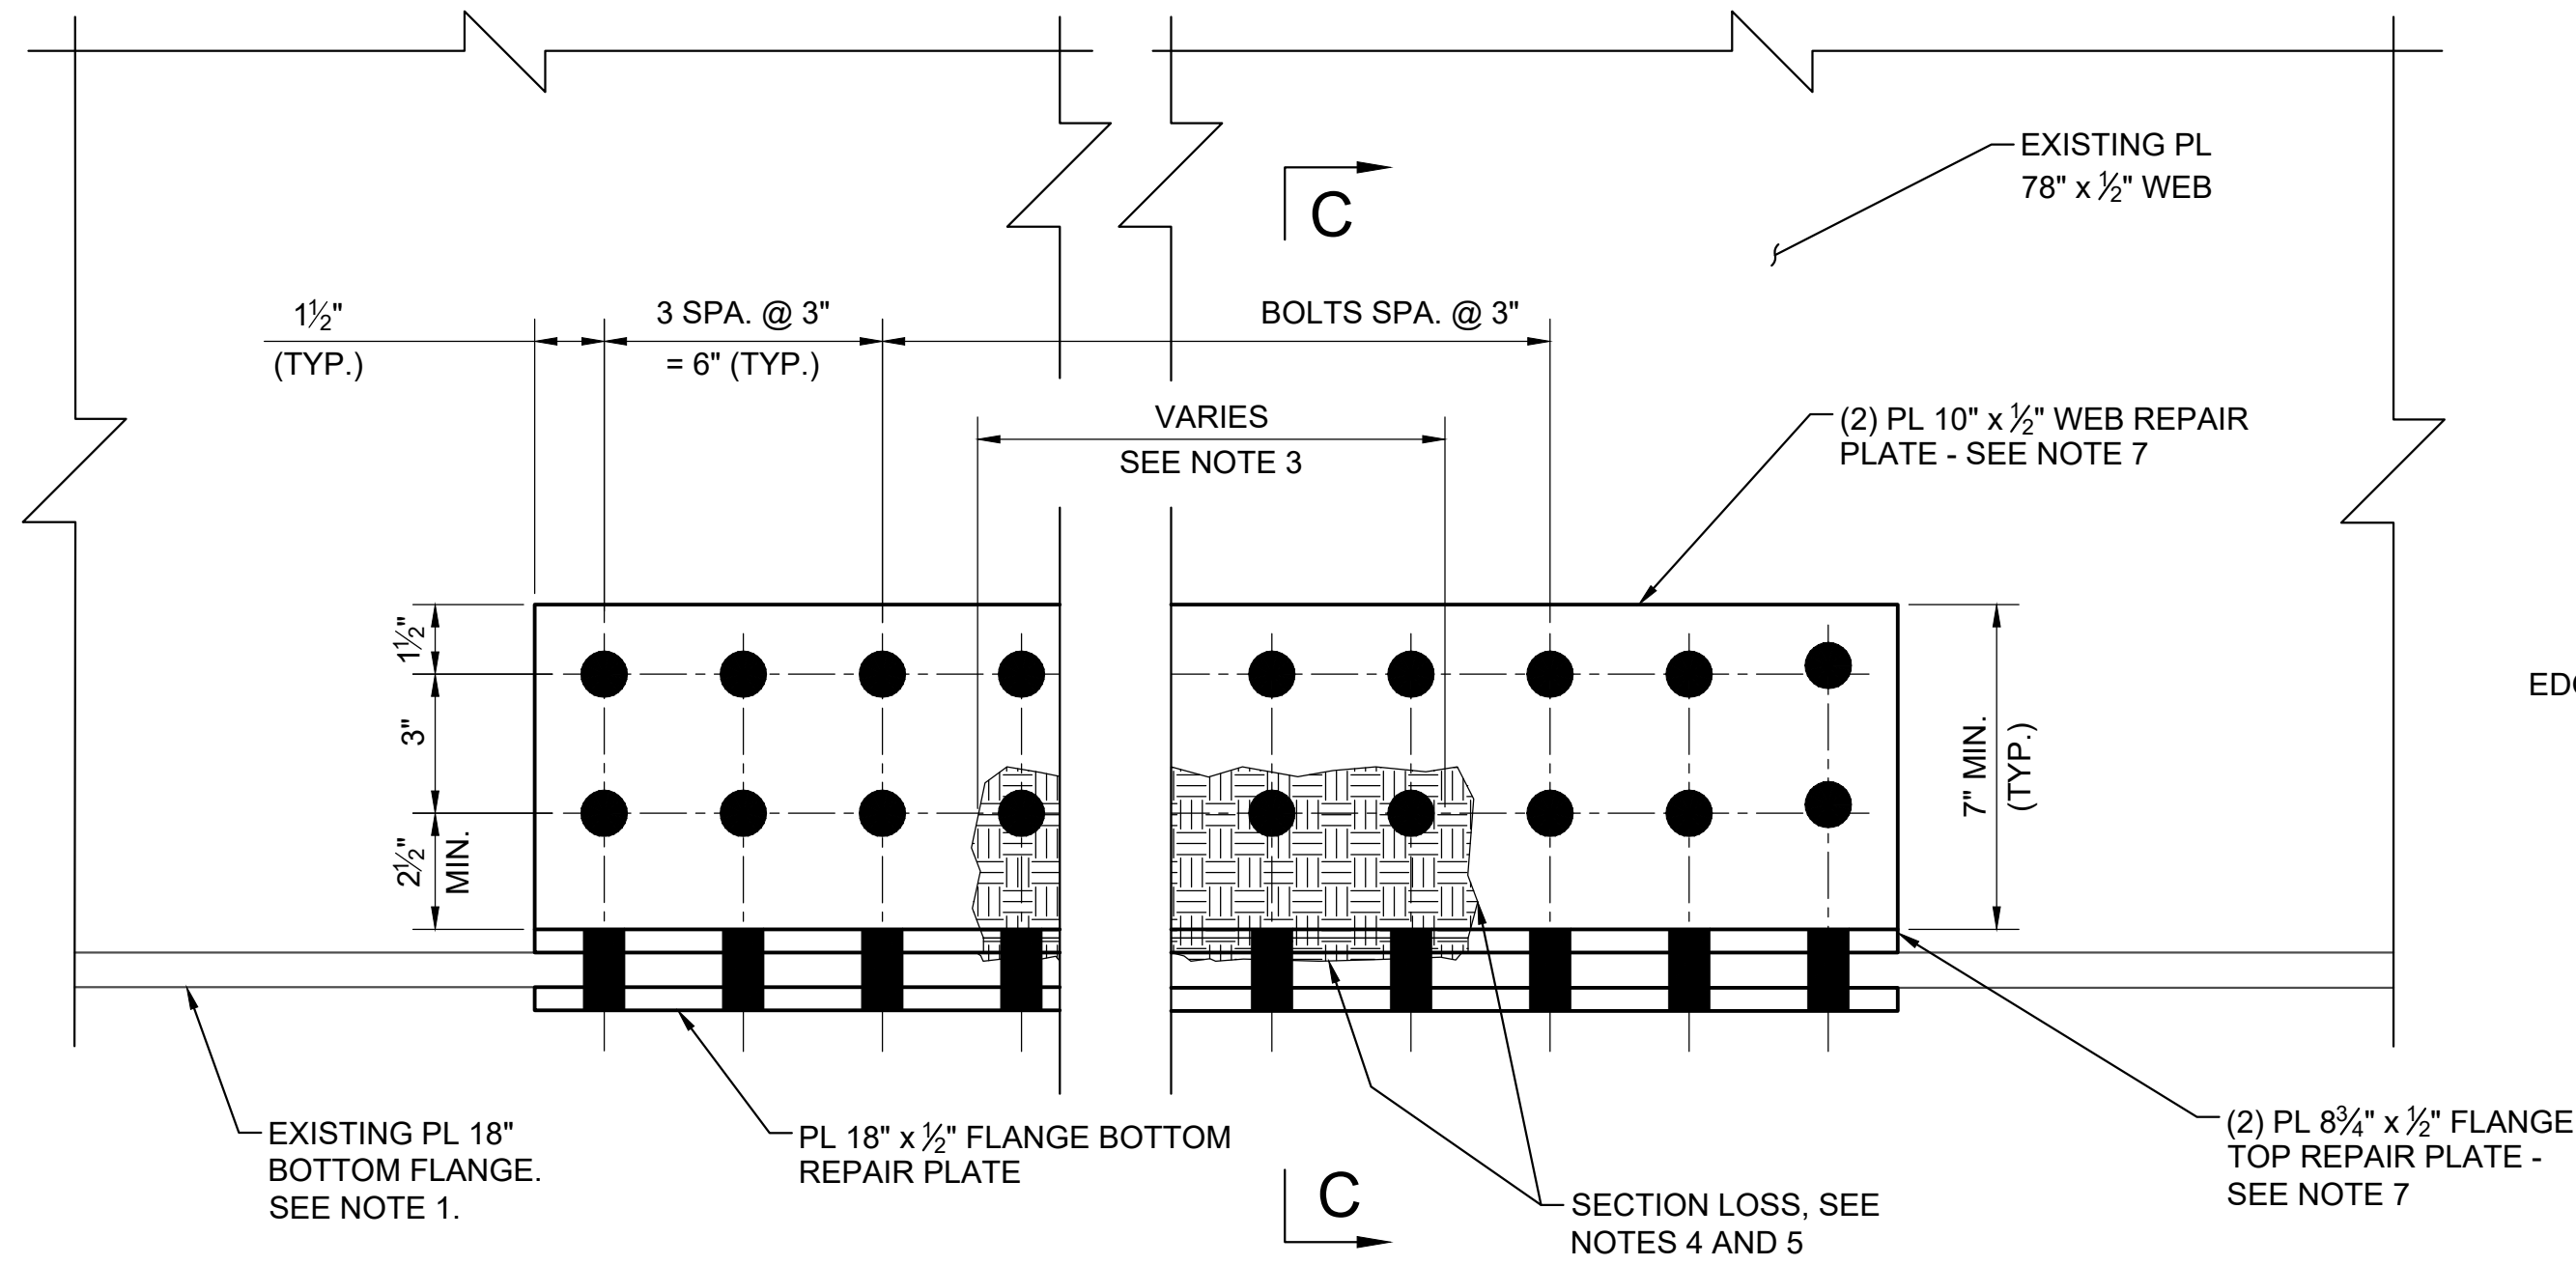 EXISTING PL
78" x ½" WEB
C
1½"
(TYP.)
3 SPA. @ 3"
= 6" (TYP.)
BOLTS SPA. @ 3"
VARIES
SEE NOTE 3
(2) PL 10" x ½" WEB REPAIR
PLATE - SEE NOTE 7
1½"
3"
2½"
MIN.
7" MIN.
(TYP.)
EXISTING PL 18"
BOTTOM FLANGE.
SEE NOTE 1.
PL 18" x ½" FLANGE BOTTOM
REPAIR PLATE
C
SECTION LOSS, SEE
NOTES 4 AND 5
(2) PL 8¾" x ½" FLANGE
TOP REPAIR PLATE -
SEE NOTE 7